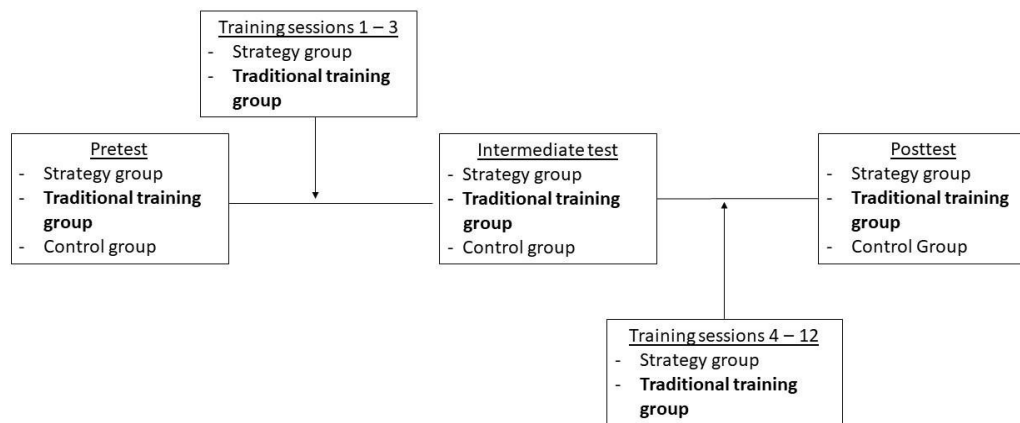 Training sessions 1 – 3
- Strategy group
- Traditional training
group
Pretest
- Strategy group
- Traditional training
group
- Control group
Intermediate test
- Strategy group
- Traditional training
group
- Control group
Posttest
- Strategy group
- Traditional training
group
- Control Group
Training sessions 4 – 12
- Strategy group
- Traditional training
group